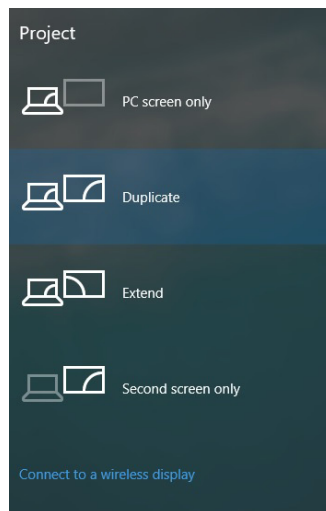 Project
PC screen only
Duplicate
Extend
Second screen only
Connect to a wireless display